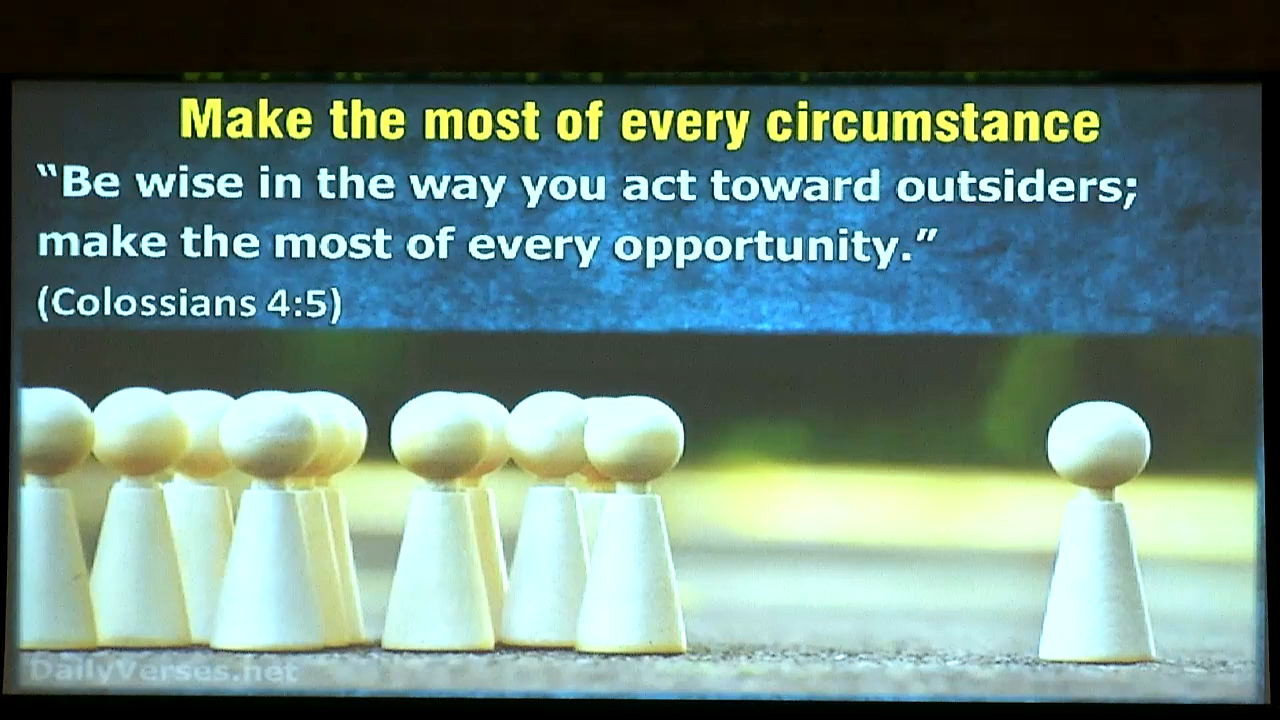 Make the most of every circumstance
“Be wise in the way you act toward outsiders;
make the most of every opportunity.”
(Colossians 4:5)
DailyVerses.net